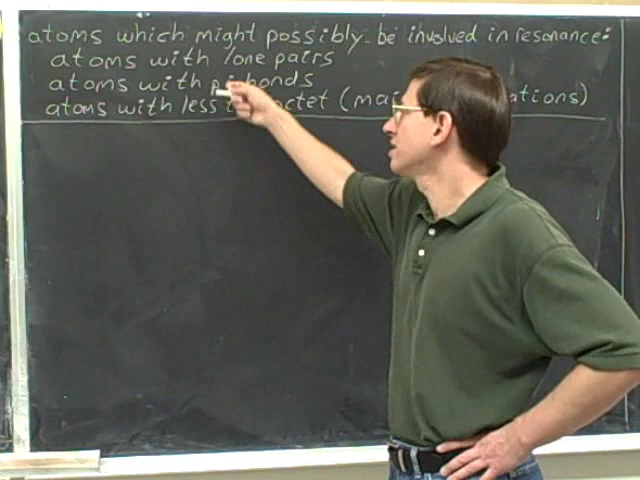 atoms which might possibly be involved in resonance:
atoms with lone pairs
atoms with pi bonds
atoms with less octet (ma ations)